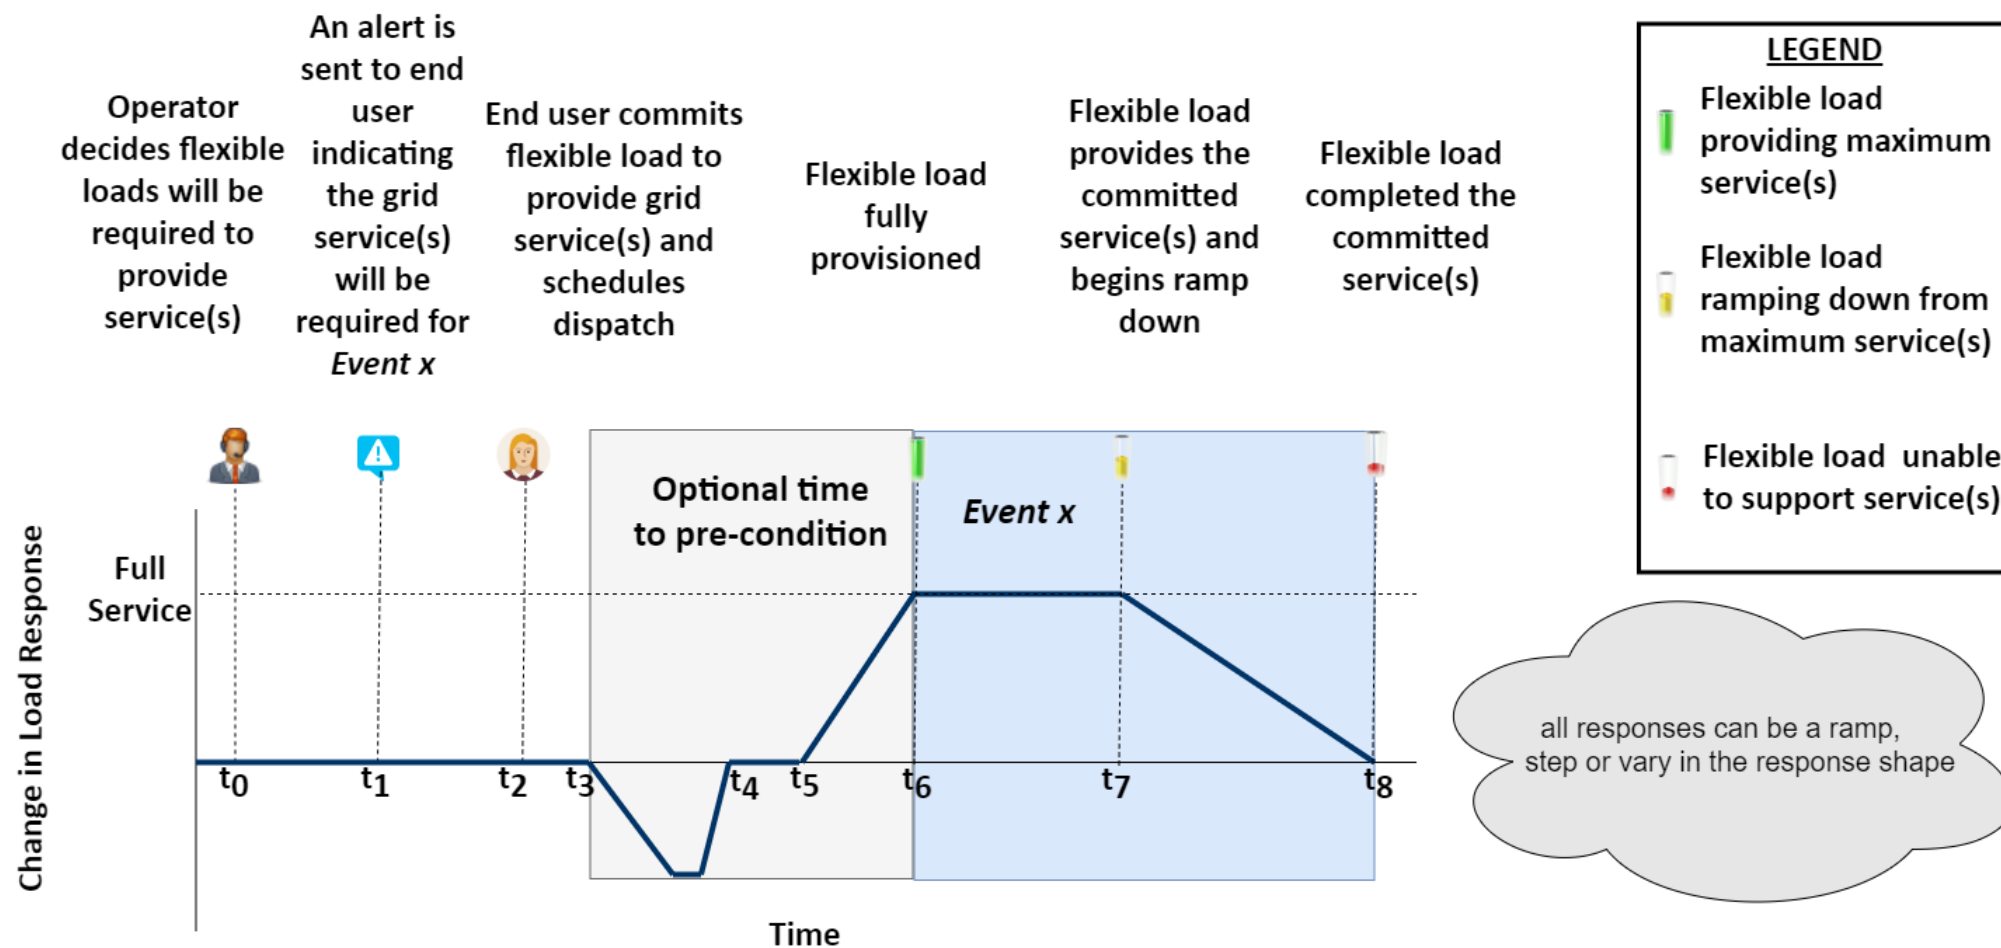 Operator
decides flexible
loads will be
required to
provide
service(s)
An alert is
sent to end
user
indicating
the grid
service(s)
will be
required for
Event x
End user commits
flexible load to
provide grid
service(s) and
schedules
dispatch
Flexible load
fully
provisioned
Flexible load
provides the
committed
service(s) and
begins ramp
down
Flexible load
completed the
committed
service(s)
LEGEND
Flexible load
providing maximum
service(s)
Flexible load
ramping down from
maximum service(s)
Flexible load unable
to support service(s)
Optional time
to pre-condition
Event x
Full
Service
Change in Load Response
t0
t1
t2
t3
t4
t5
t6
t7
t8
Time
all responses can be a ramp,
step or vary in the response shape